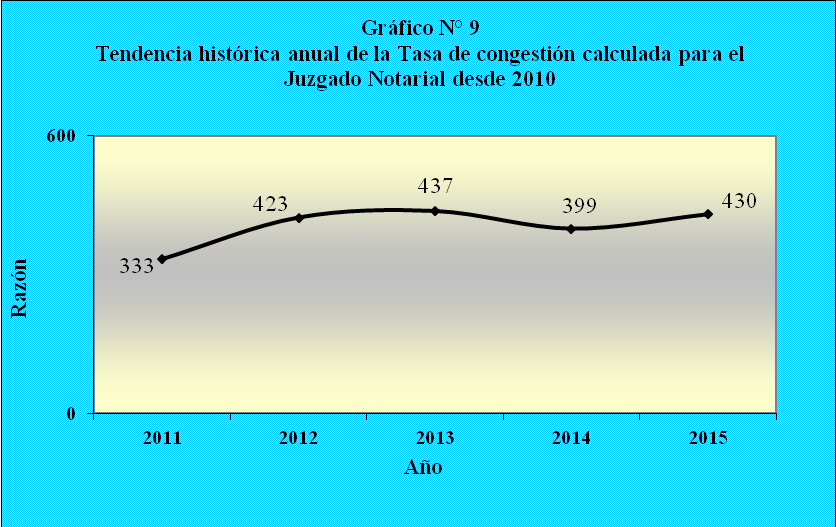 Gráfico N° 9
Tendencia histórica anual de la Tasa de congestión calculada para el
Juzgado Notarial desde 2010
600
0
Razón
333
423
437
399
430
2011
2012
2013
2014
2015
Año